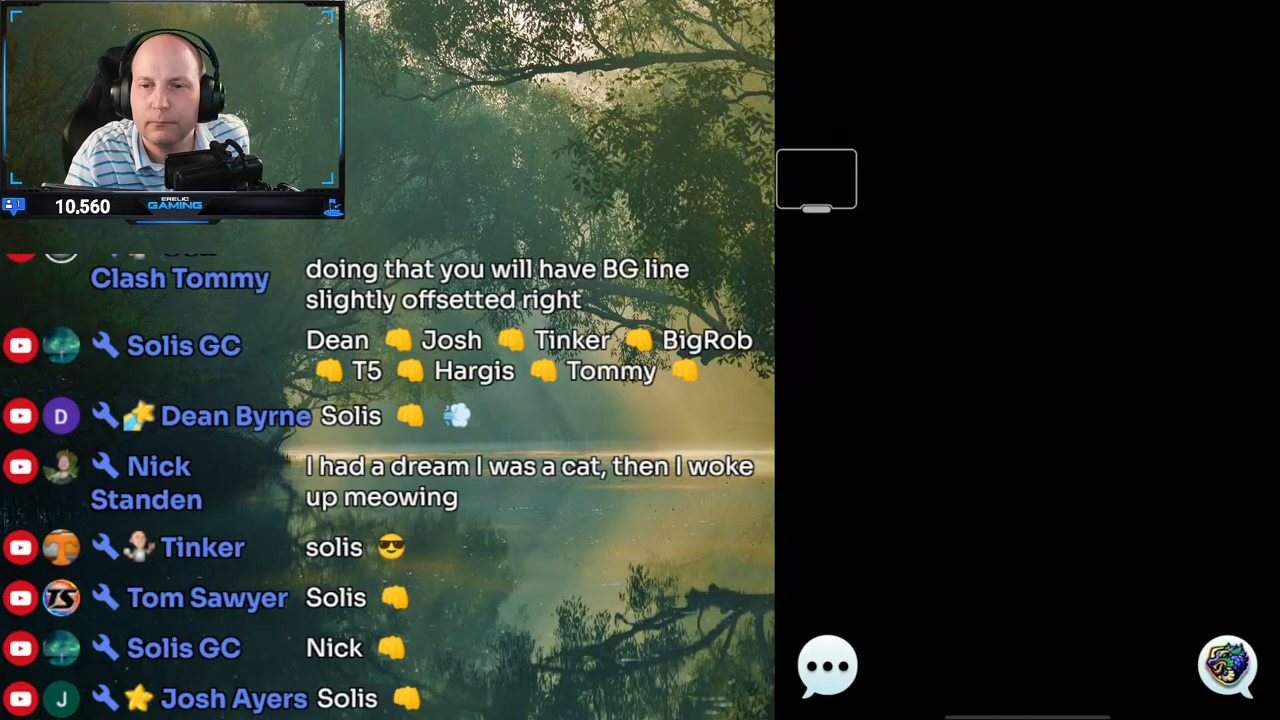 10,560
ERELIC
GAMING
Clash Tommy
doing that you will have BG line
slightly offsetted right
Solis GC
Dean 👊 Josh 👊 Tinker 👊 BigRob
👊 T5 👊 Hargis 👊 Tommy 👊
D Dean Byrne Solis 👊 💨
Nick
Standen
I had a dream I was a cat, then I woke
up meowing
Tinker solis 😎
TS Tom Sawyer Solis 👊
Solis GC Nick 👊
J Josh Ayers Solis 👊